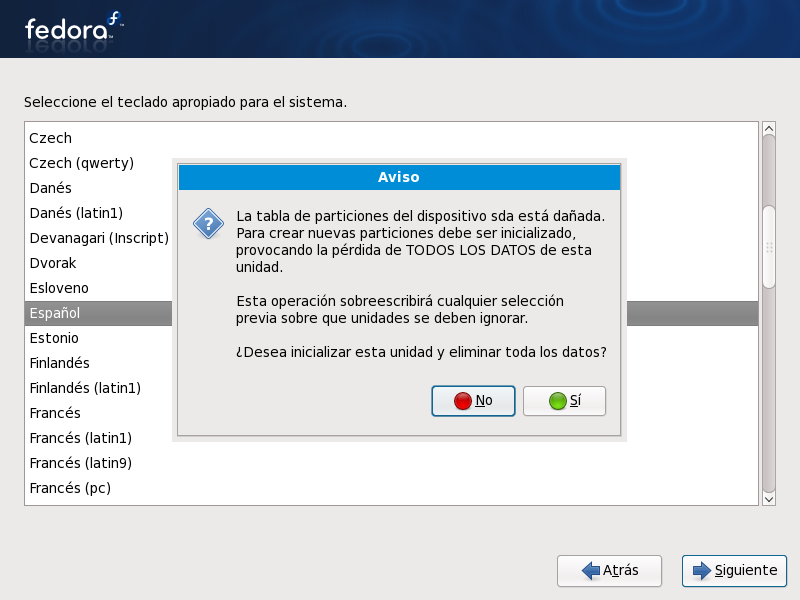 fedora
Seleccione el teclado apropiado para el sistema.
Czech
Czech (qwerty)
Danés
Danés (latin1)
Devanagari (Inscript)
Dvorak
Esloveno
Español
Estonio
Finlandés
Finlandés (latin1)
Francés
Francés (latin1)
Francés (latin9)
Francés (pc)
Aviso
La tabla de particiones del dispositivo sda está dañada.
Para crear nuevas particiones debe ser inicializado,
provocando la pérdida de TODOS LOS DATOS de esta
unidad.
Esta operación sobreescribirá cualquier selección
previa sobre que unidades se deben ignorar.
¿Desea inicializar esta unidad y eliminar toda los datos?
No
Sí
Atrás
Siguiente